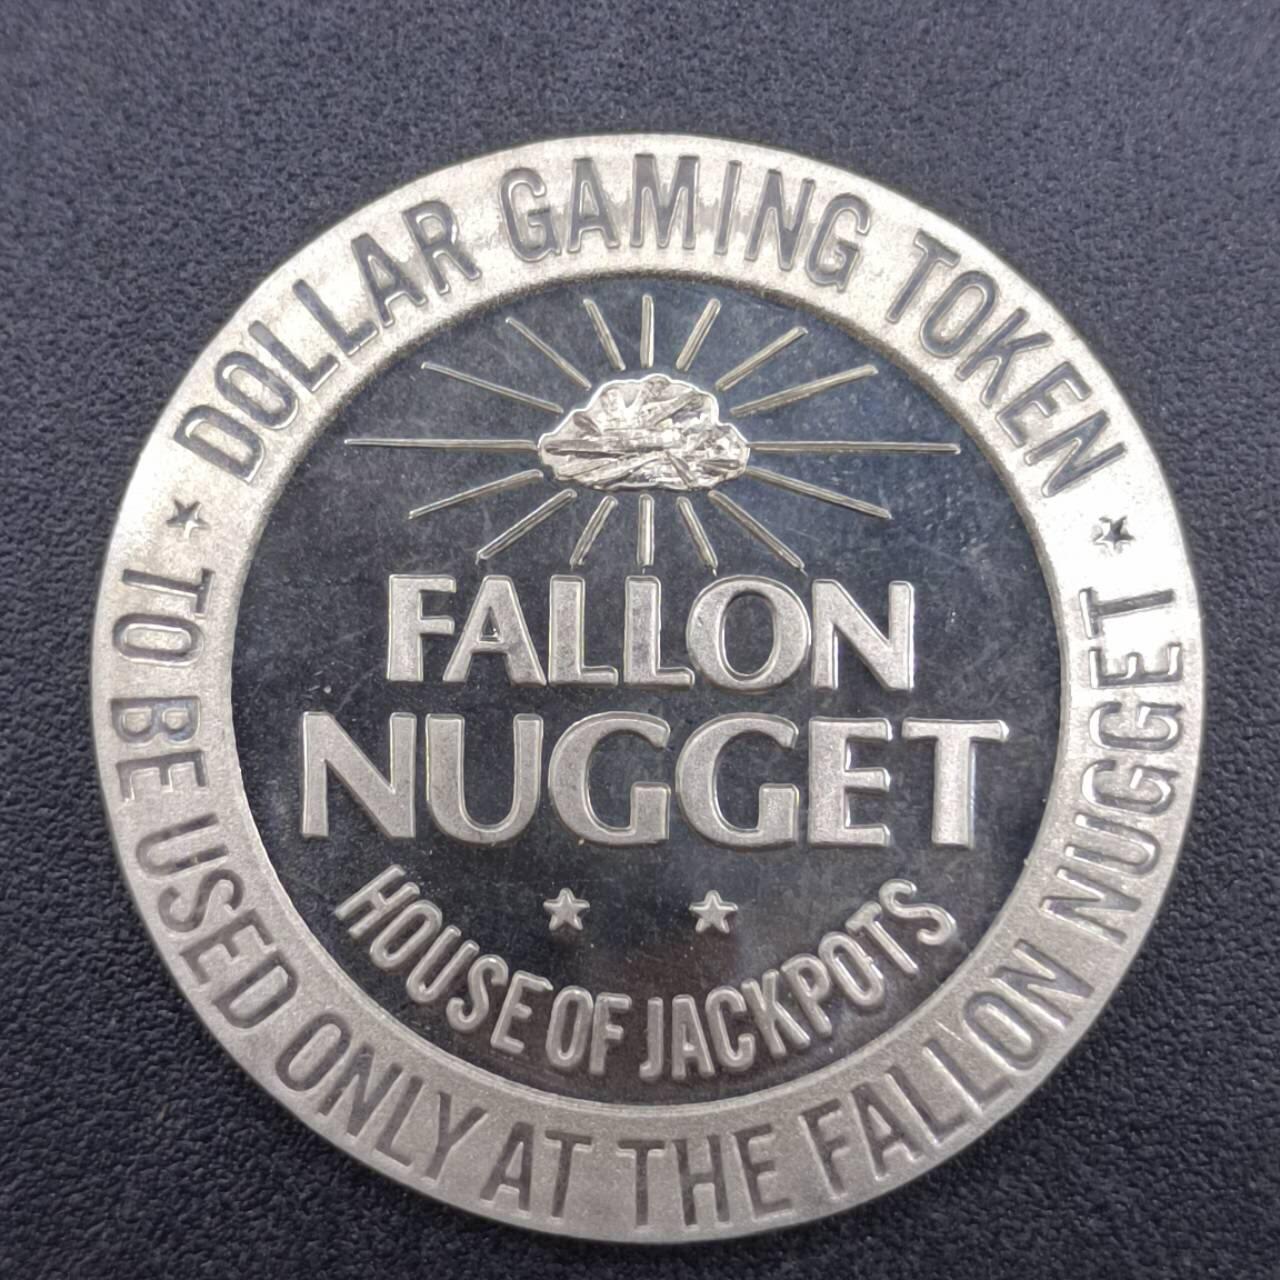 DOLLAR GAMING TOKEN
FALLON
NUGGET
HOUSE OF JACKPOTS
TO BE USED ONLY AT THE FALLON NUGGET